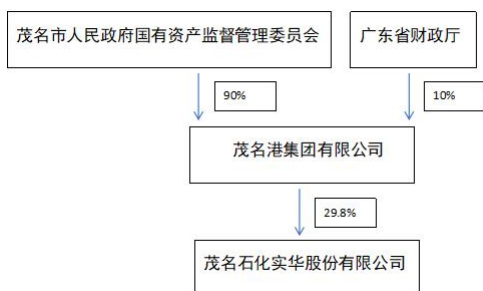 茂名市人民政府国有资产监督管理委员会
广东省财政厅
90%
10%
茂名港集团有限公司
29.8%
茂名石化实华股份有限公司